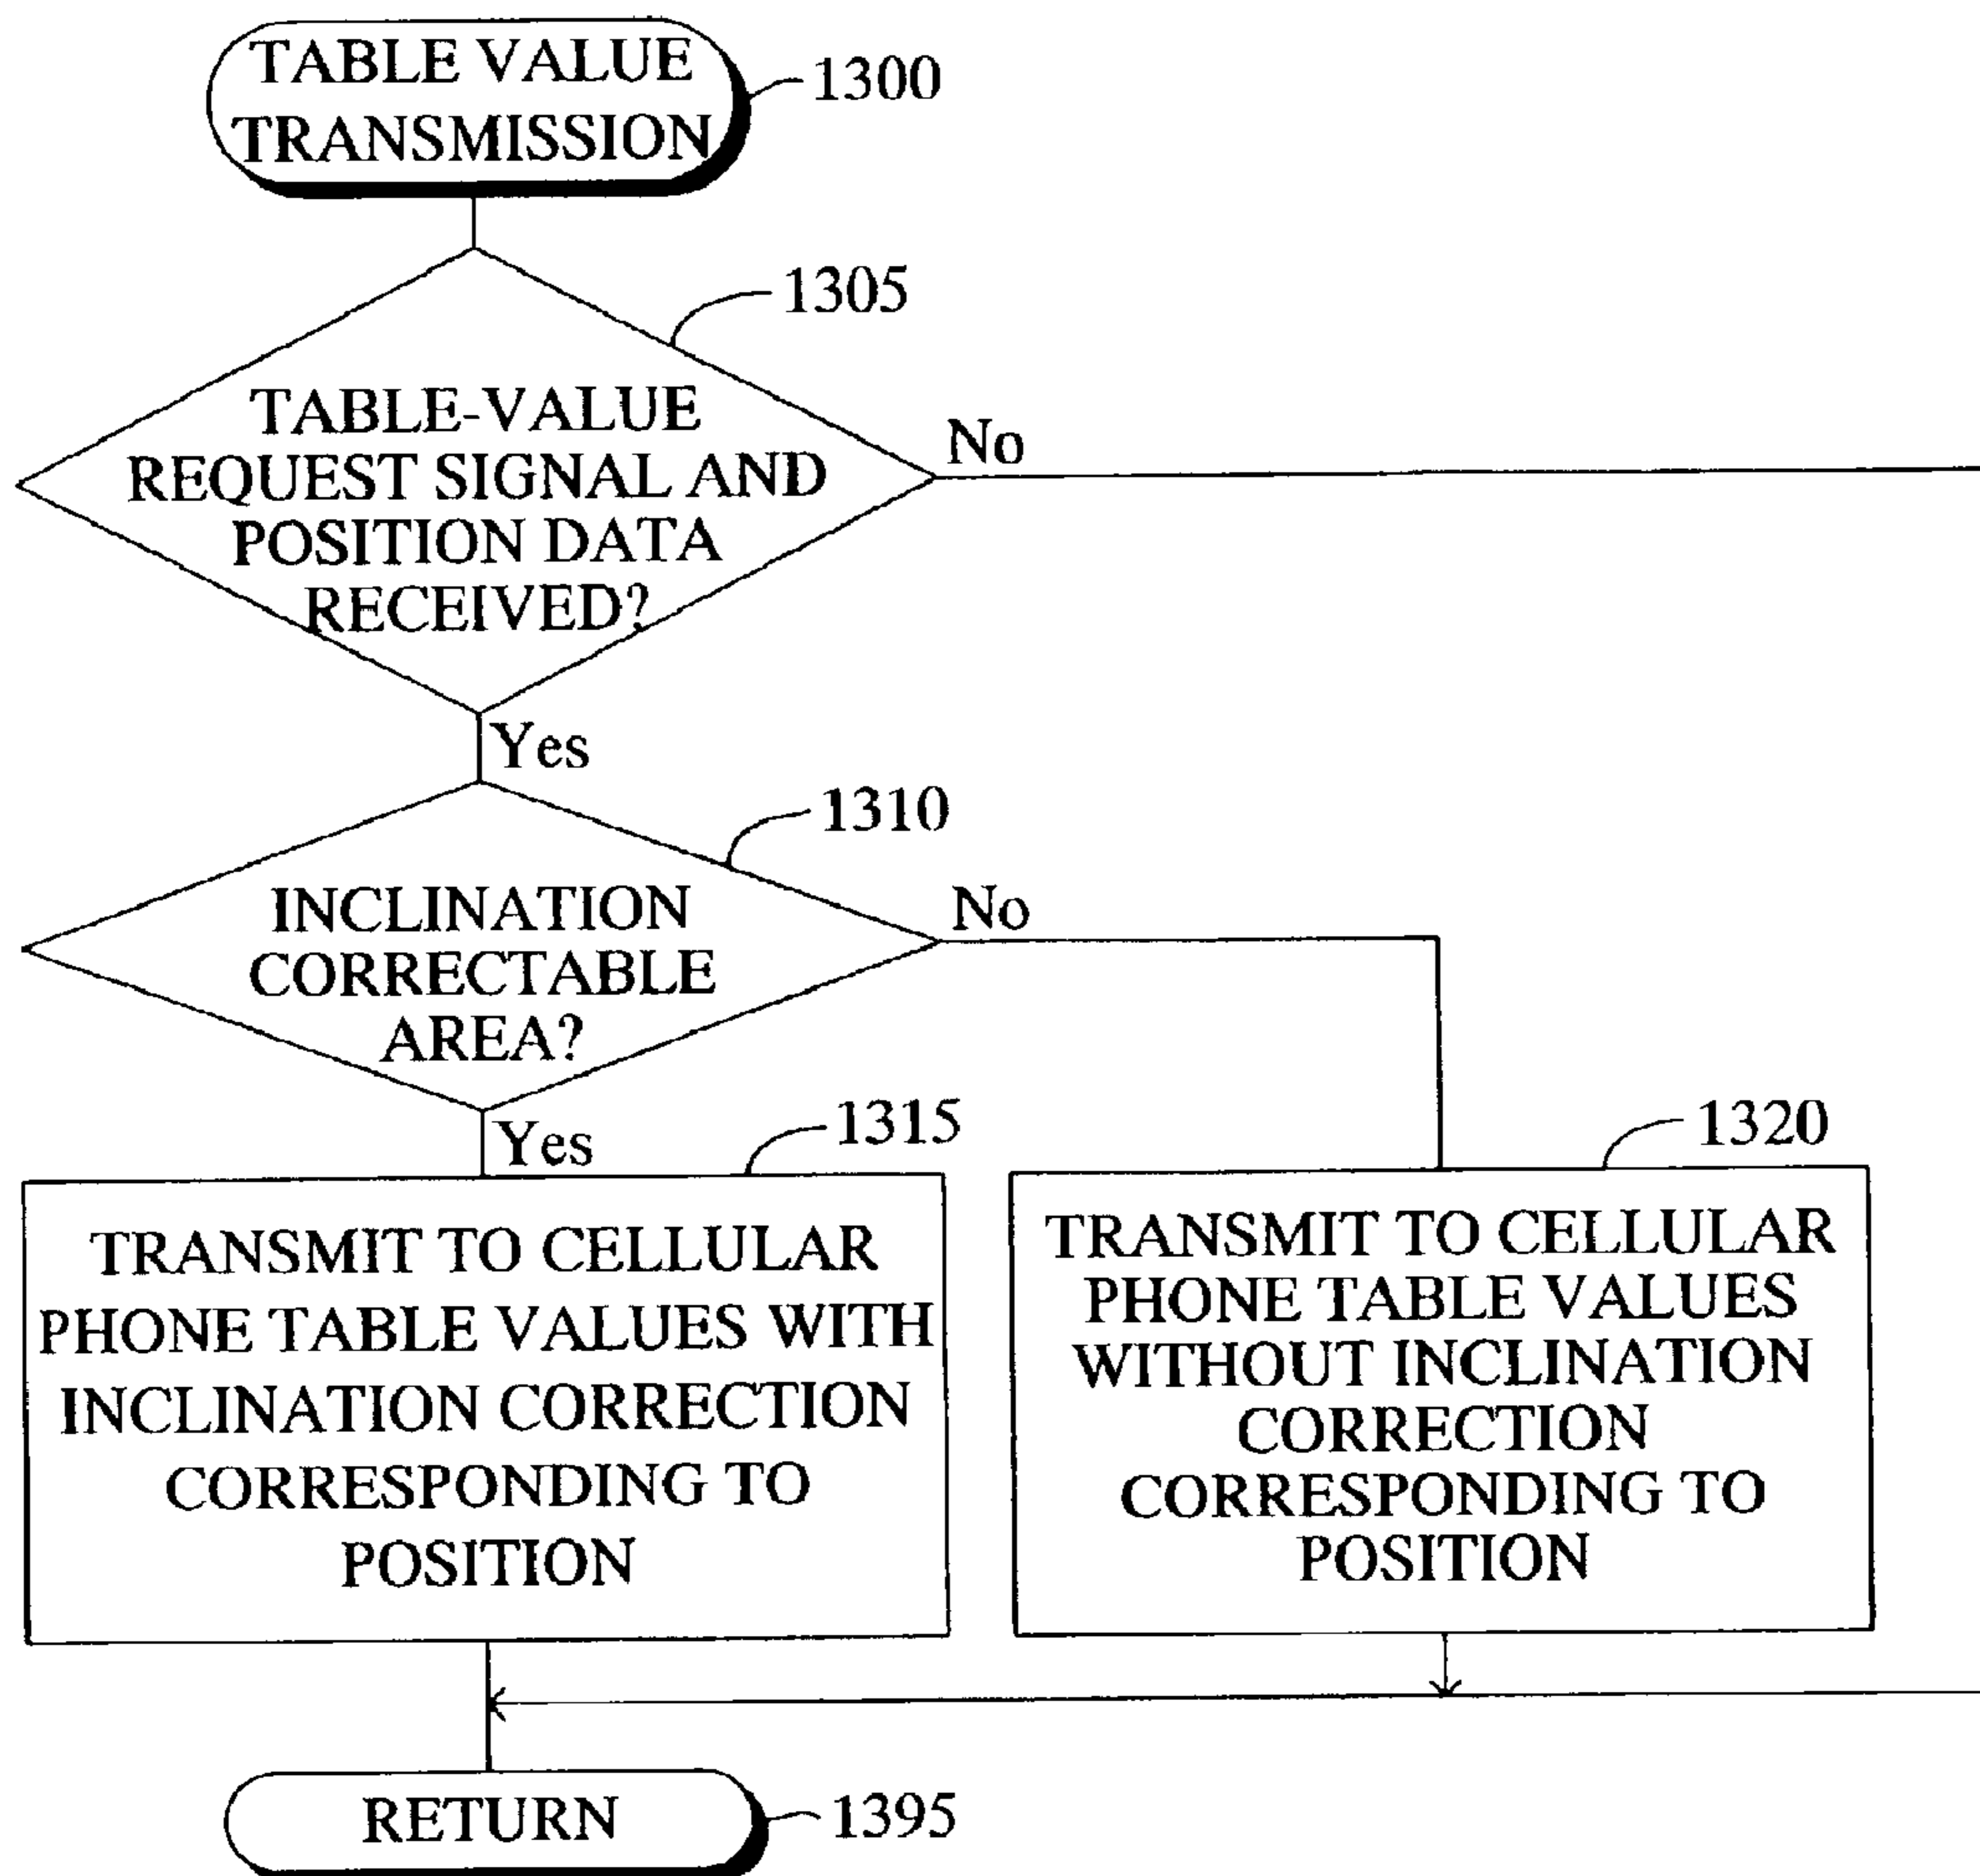 TABLE VALUE
TRANSMISSION
1300
1305
TABLE-VALUE
REQUEST SIGNAL AND
POSITION DATA
RECEIVED?
No
Yes
1310
INCLINATION
CORRECTABLE
AREA?
No
Yes
1315
TRANSMIT TO CELLULAR
PHONE TABLE VALUES WITH
INCLINATION CORRECTION
CORRESPONDING TO
POSITION
1320
TRANSMIT TO CELLULAR
PHONE TABLE VALUES
WITHOUT INCLINATION
CORRECTION
CORRESPONDING TO
POSITION
RETURN
1395